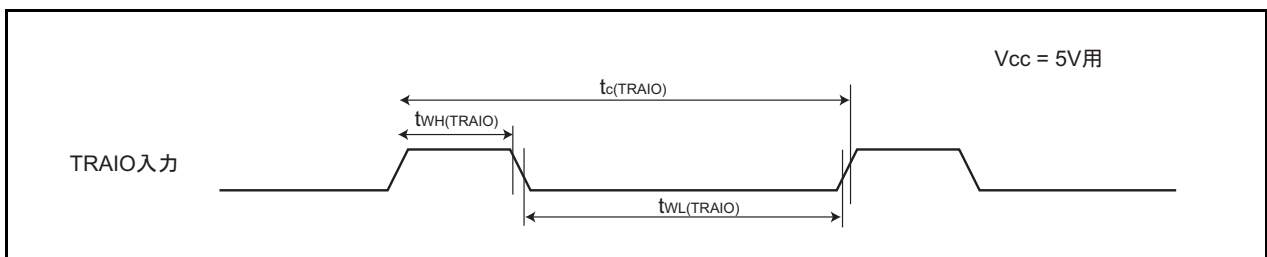 Vcc = 5V用
tc(TRAIO)
tWH(TRAIO)
TRAIO入力
tWL(TRAIO)